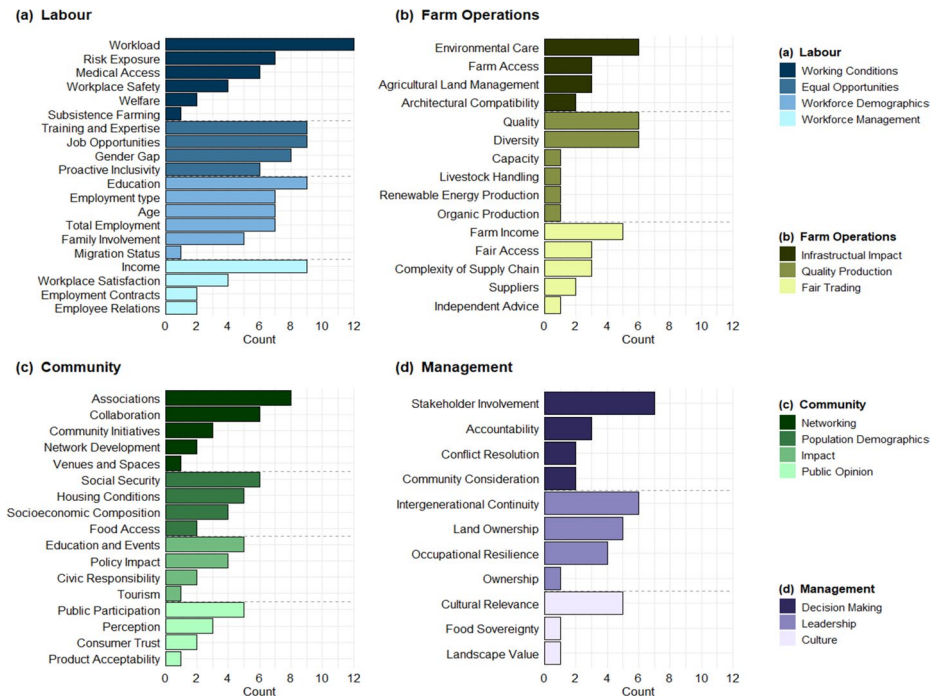 (a) Labour
Workload
Risk Exposure
Medical Access
Workplace Safety
Welfare
Subsistence Farming
Training and Expertise
Job Opportunities
Gender Gap
Proactive Inclusivity
Education
Employment type
Age
Total Employment
Family Involvement
Migration Status
Income
Workplace Satisfaction
Employment Contracts
Employee Relations
0 2 4 6 8 10 12
Count
(b) Farm Operations
Environmental Care
Farm Access
Agricultural Land Management
Architectural Compatibility
Quality
Diversity
Capacity
Livestock Handling
Renewable Energy Production
Organic Production
Farm Income
Fair Access
Complexity of Supply Chain
Suppliers
Independent Advice
0 2 4 6 8 10 12
Count
(a) Labour
Working Conditions
Equal Opportunities
Workforce Demographics
Workforce Management
(b) Farm Operations
Infrastructual Impact
Quality Production
Fair Trading
(c) Community
Associations
Collaboration
Community Initiatives
Network Development
Venues and Spaces
Social Security
Housing Conditions
Socioeconomic Composition
Food Access
Education and Events
Policy Impact
Civic Responsibility
Tourism
Public Participation
Perception
Consumer Trust
Product Acceptability
0 2 4 6 8 10 12
Count
(d) Management
Stakeholder Involvement
Accountability
Conflict Resolution
Community Consideration
Intergenerational Continuity
Land Ownership
Occupational Resilience
Ownership
Cultural Relevance
Food Sovereignty
Landscape Value
0 2 4 6 8 10 12
Count
(c) Community
Networking
Population Demographics
Impact
Public Opinion
(d) Management
Decision Making
Leadership
Culture